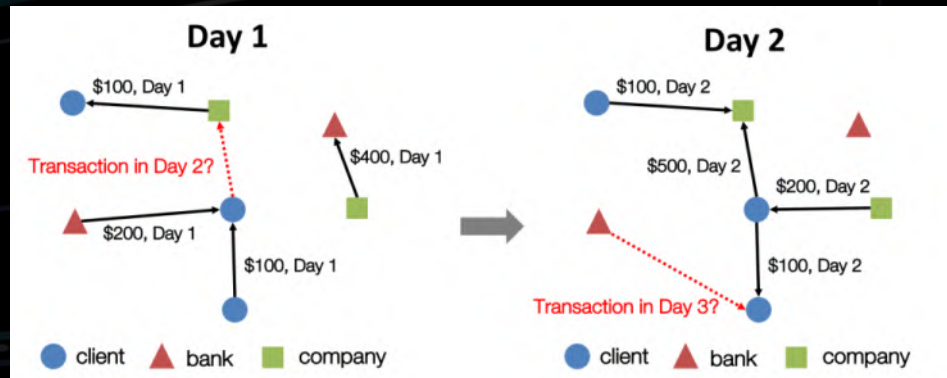 Day 1
$100, Day 1
$400, Day 1
Transaction in Day 2?
$200, Day 1
$100, Day 1
client
bank
company
Day 2
$100, Day 2
$500, Day 2
$200, Day 2
$100, Day 2
Transaction in Day 3?
client
bank
company